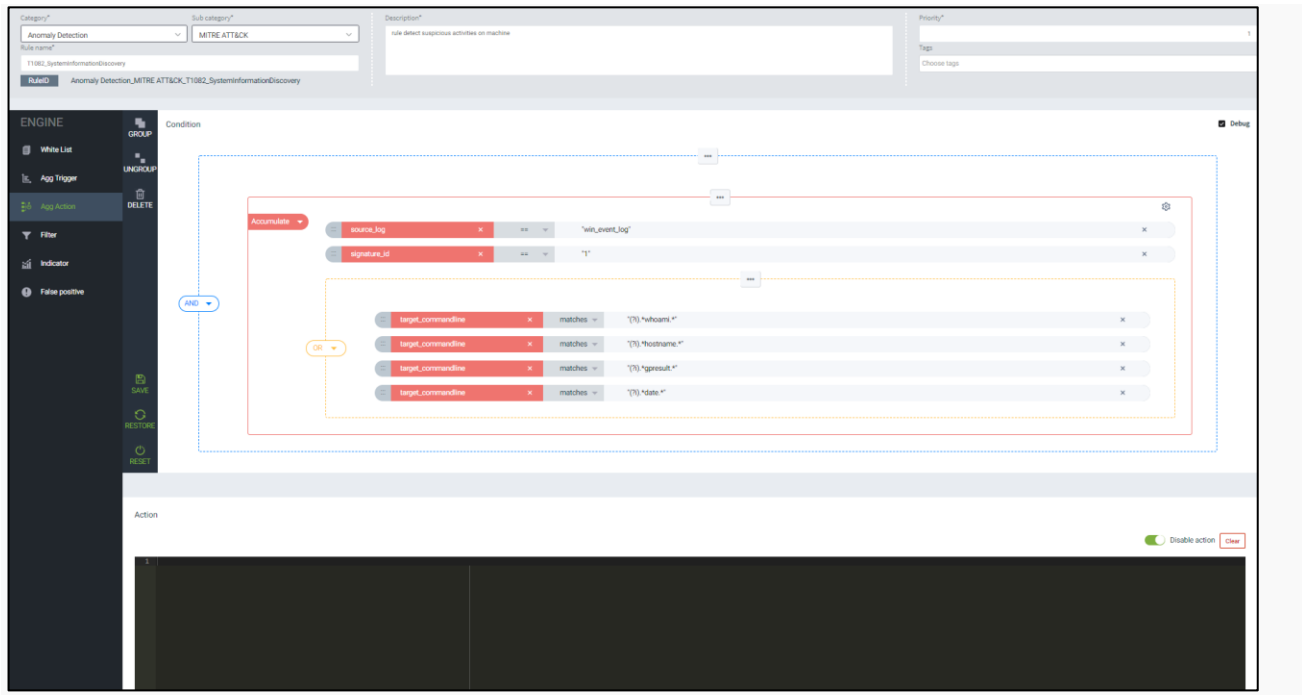 Category* Sub category* Description* Priority*
Anomaly Detection MITRE ATT&CK rule detect suspicious activities on machine 1
Rule name* Tags
T1082_SystemInformationDiscovery Choose tags
RuleID Anomaly Detection_MITRE ATT&CK_T1082_SystemInformationDiscovery
ENGINE
White List
Agg Trigger
Agg Action
Filter
Indicator
False positive
GROUP
UNGROUP
DELETE
SAVE
RESTORE
RESET
Condition Debug
Accumulate
source_log == "win_event_log"
signature_id == "1"
AND
OR
target_commandline matches "(?i).*whoami.*"
target_commandline matches "(?i).*hostname.*"
target_commandline matches "(?i).*gpresult.*"
target_commandline matches "(?i).*date.*"
Action
Disable action Clear
1